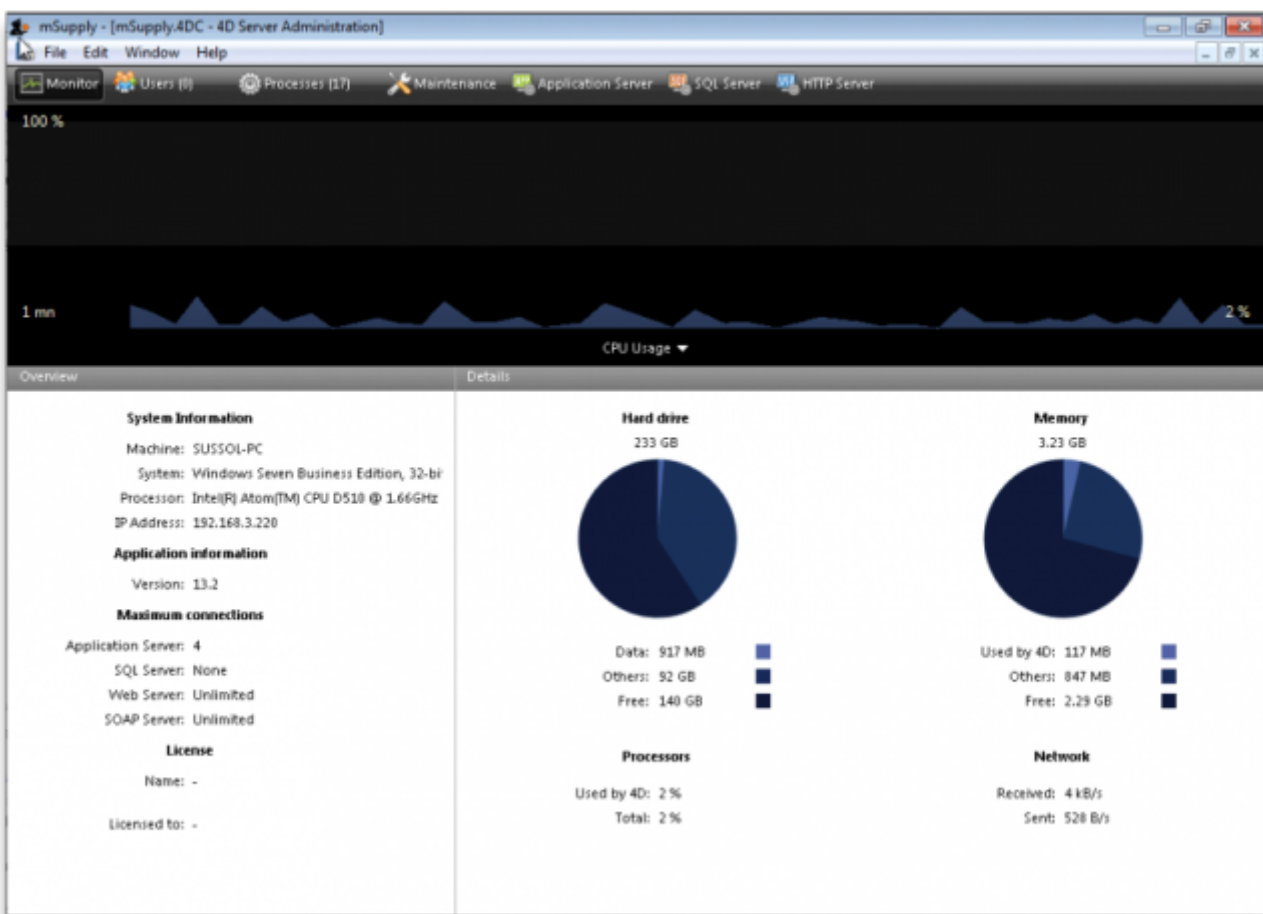 mSupply - [mSupply.4DC - 4D Server Administration]
File Edit Window Help
Monitor Users (0) Processes (17) Maintenance Application Server SQL Server HTTP Server
100 %
1 mn
2 %
CPU Usage
Overview
Details
System Information
Machine: SUSSOL-PC
System: Windows Seven Business Edition, 32-bi
Processor: Intel(R) Atom(TM) CPU D510 @ 1.66GHz
IP Address: 192.168.3.220
Application information
Version: 13.2
Maximum connections
Application Server: 4
SQL Server: None
Web Server: Unlimited
SOAP Server: Unlimited
License
Name: -
Licensed to: -
Hard drive
233 GB
Data: 917 MB
Others: 92 GB
Free: 140 GB
Memory
3.23 GB
Used by 4D: 117 MB
Others: 847 MB
Free: 2.29 GB
Processors
Used by 4D: 2 %
Total: 2 %
Network
Received: 4 kB/s
Sent: 528 B/s